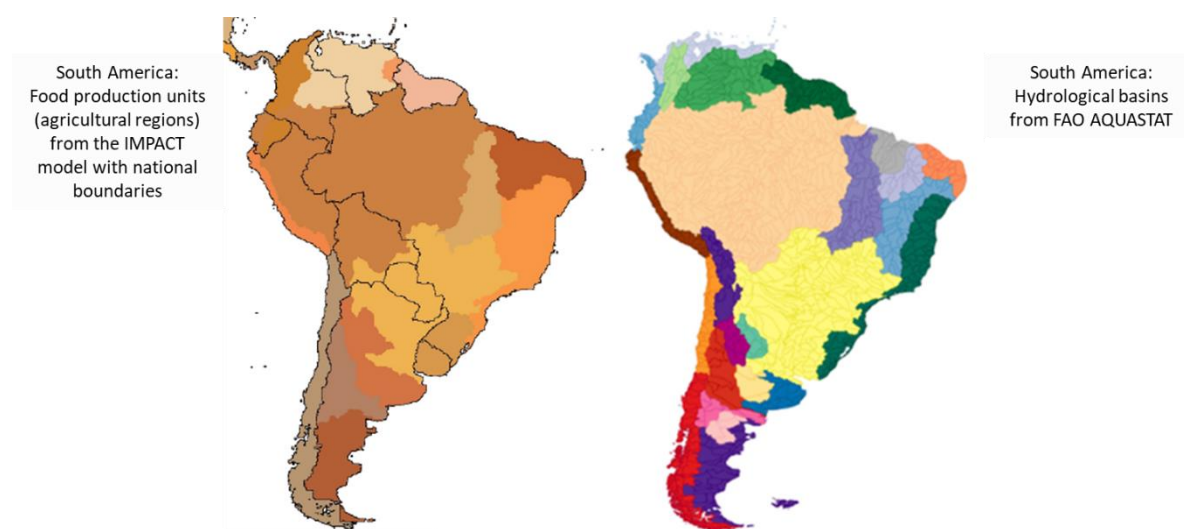 South America:
Food production units
(agricultural regions)
from the IMPACT
model with national
boundaries
South America:
Hydrological basins
from FAO AQUASTAT